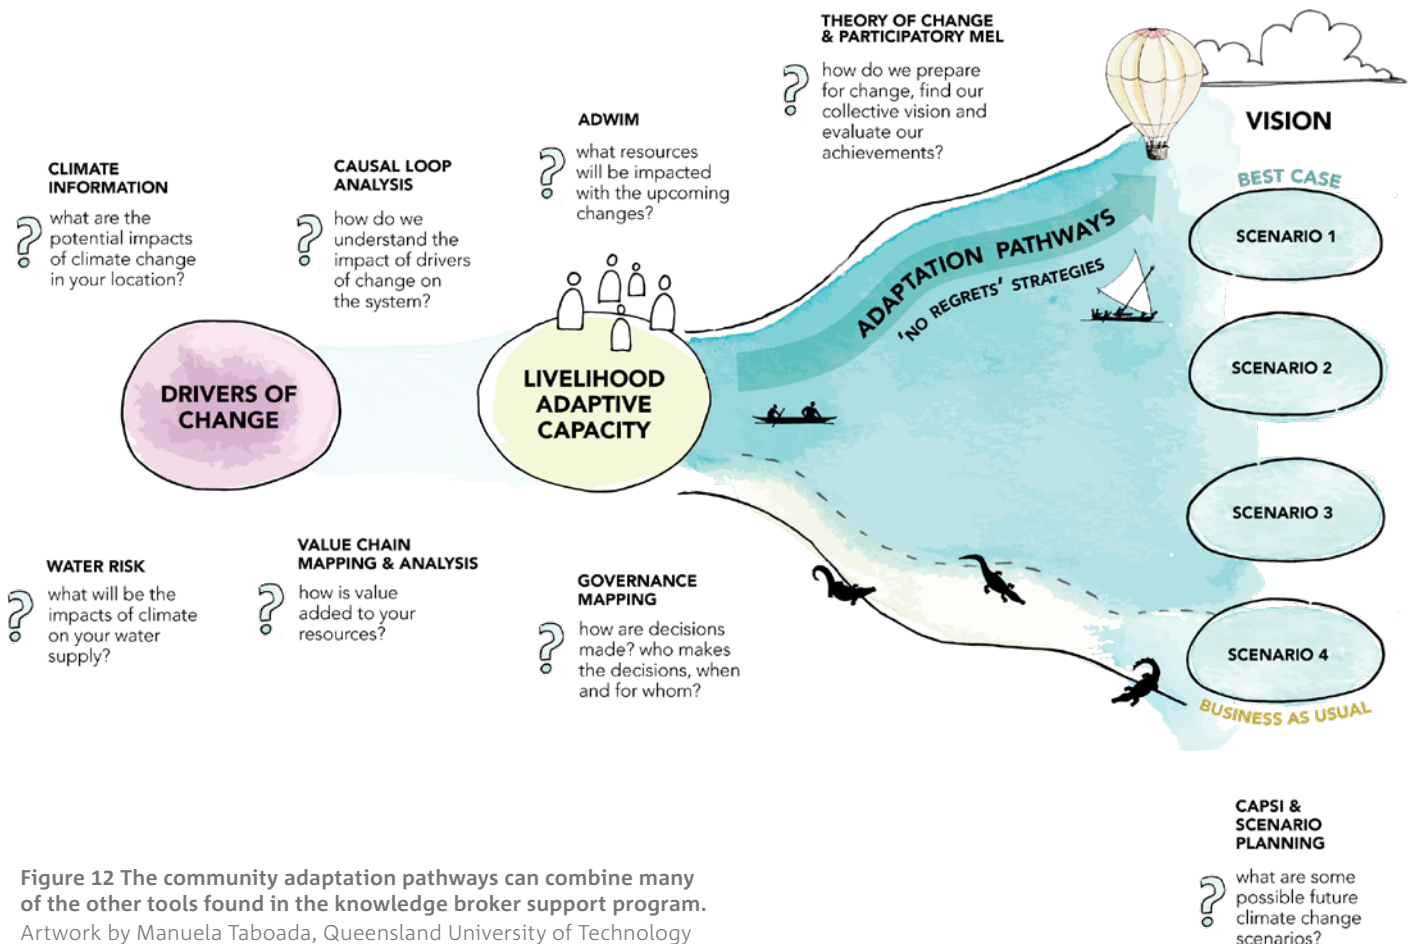 THEORY OF CHANGE
& PARTICIPATORY MEL
how do we prepare
for change, find our
collective vision and
evaluate our
achievements?
VISION
ADWIM
what resources
will be impacted
with the upcoming
changes?
CAUSAL LOOP
ANALYSIS
how do we
understand the
impact of drivers
of change on
the system?
CLIMATE
INFORMATION
what are the
potential impacts
of climate change
in your location?
BEST CASE
SCENARIO 1
ADAPTATION PATHWAYS
'NO REGRETS' STRATEGIES
SCENARIO 2
DRIVERS OF
CHANGE
LIVELIHOOD
ADAPTIVE
CAPACITY
SCENARIO 3
WATER RISK
what will be the
impacts of climate
on your water
supply?
VALUE CHAIN
MAPPING & ANALYSIS
how is value
added to your
resources?
GOVERNANCE
MAPPING
how are decisions
made? who makes
the decisions, when
and for whom?
SCENARIO 4
BUSINESS AS USUAL
CAPSI &
SCENARIO
PLANNING
what are some
possible future
climate change
scenarios?
Figure 12 The community adaptation pathways can combine many
of the other tools found in the knowledge broker support program.
Artwork by Manuela Taboada, Queensland University of Technology